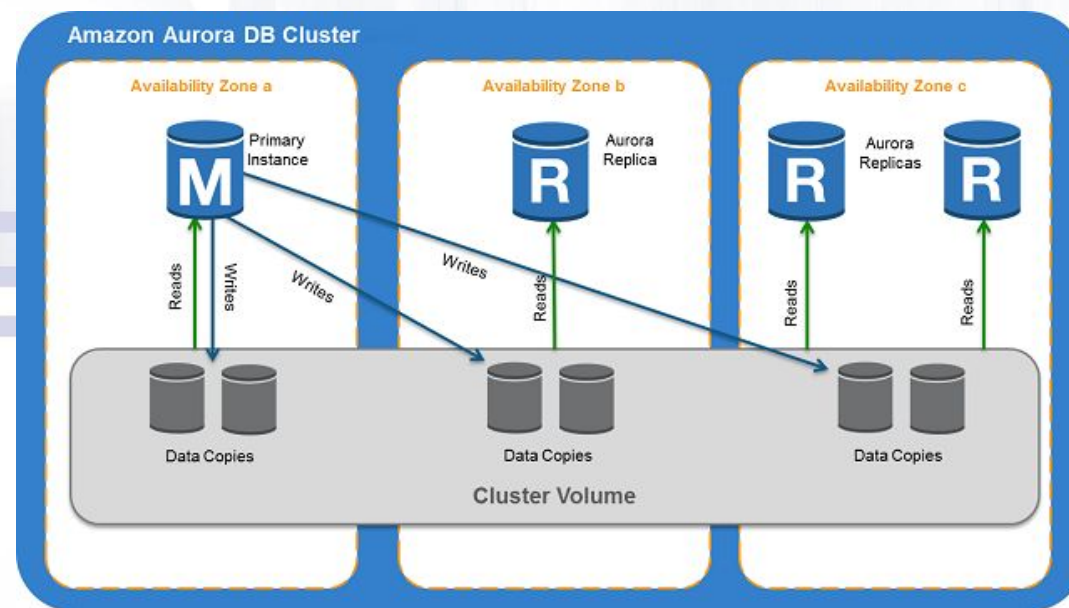 Amazon Aurora DB Cluster
Availability Zone a
Availability Zone b
Availability Zone c
M
Primary
Instance
R
Aurora
Replica
R
Aurora
Replicas
R
Reads
Writes
Writes
Reads
Writes
Reads
Reads
Data Copies
Data Copies
Data Copies
Cluster Volume